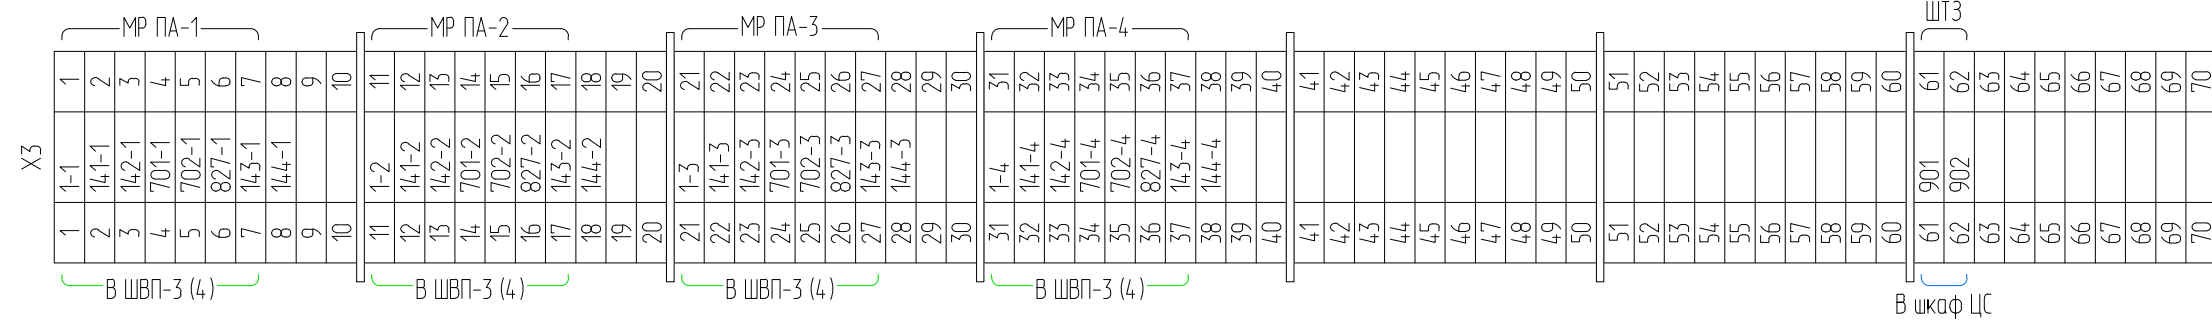 МР ПА-1 МР ПА-2 МР ПА-3 МР ПА-4 ШТЗ
1 2 3 4 5 6 7 8 9 10 11 12 13 14 15 16 17 18 19 20 21 22 23 24 25 26 27 28 29 30 31 32 33 34 35 36 37 38 39 40 41 42 43 44 45 46 47 48 49 50 51 52 53 54 55 56 57 58 59 60 61 62 63 64 65 66 67 68 69 70
Х3 1-1 141-1 142-1 701-1 702-1 827-1 143-1 144-1 1-2 141-2 142-2 701-2 702-2 827-2 143-2 144-2 1-3 141-3 142-3 701-3 702-3 827-3 143-3 144-3 1-4 141-4 142-4 701-4 702-4 827-4 143-4 144-4 901 902
1 2 3 4 5 6 7 8 9 10 11 12 13 14 15 16 17 18 19 20 21 22 23 24 25 26 27 28 29 30 31 32 33 34 35 36 37 38 39 40 41 42 43 44 45 46 47 48 49 50 51 52 53 54 55 56 57 58 59 60 61 62 63 64 65 66 67 68 69 70
В ШВП-3 (4) В ШВП-3 (4) В ШВП-3 (4) В ШВП-3 (4) В шкаф ЦС